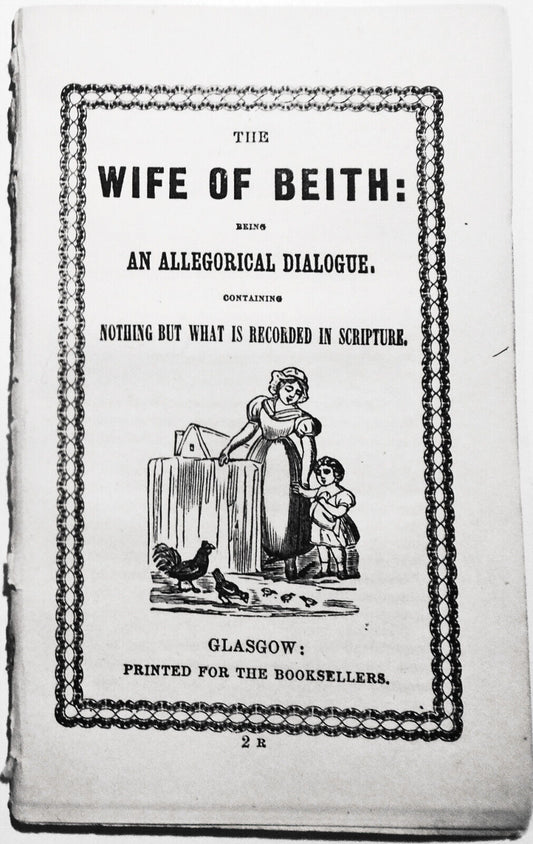 THE
WIFE OF BEITH:
BEING
AN ALLEGORICAL DIALOGUE.
CONTAINING
NOTHING BUT WHAT IS RECORDED IN SCRIPTURE.
GLASGOW:
PRINTED FOR THE BOOKSELLERS.
2 R